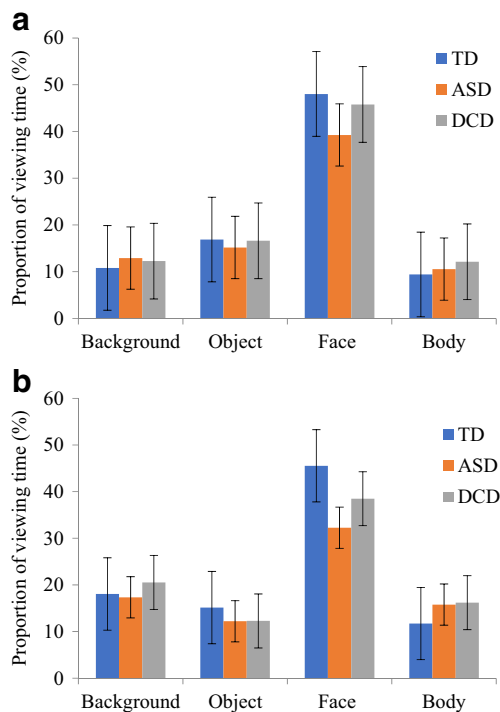 a
Proportion of viewing time (%)
60
50
40
30
20
10
0
TD
ASD
DCD
Background Object Face Body
b
Proportion of viewing time (%)
60
50
40
30
20
10
0
TD
ASD
DCD
Background Object Face Body